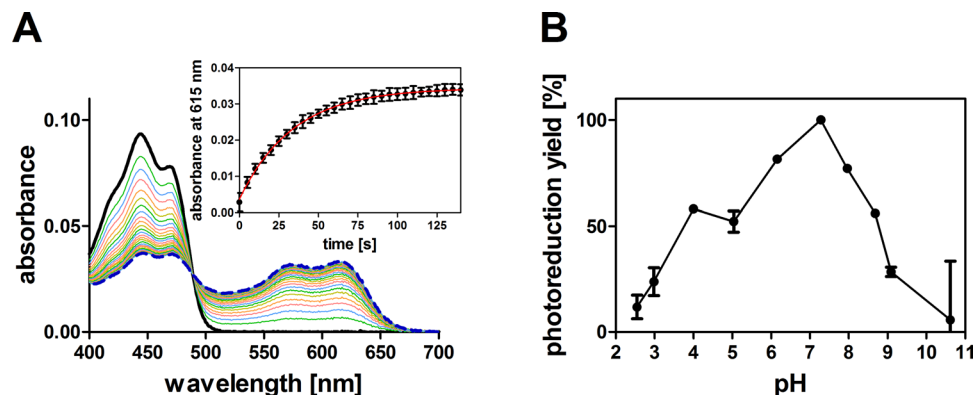 A
B
absorbance at 615 nm
0.04
0.03
0.02
0.01
0.00
0 25 50 75 100 125
time [s]
absorbance
0.10
0.05
0.00
400 450 500 550 600 650 700
wavelength [nm]
photoreduction yield [%]
100
50
0
2 3 4 5 6 7 8 9 10 11
pH